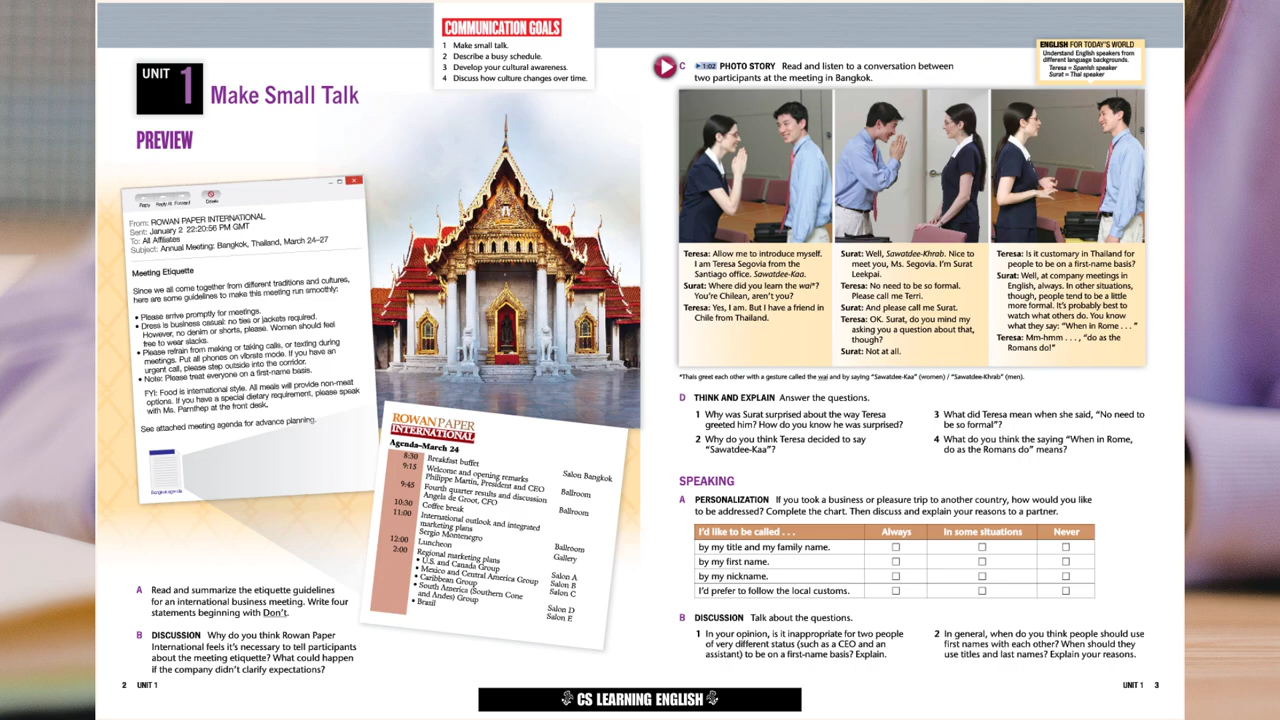 COMMUNICATION GOALS
1 Make small talk.
2 Describe a busy schedule.
3 Develop your cultural awareness.
4 Discuss how culture changes over time.
UNIT 1
Make Small Talk
PREVIEW
Reply Reply All Forward Delete
From: ROWAN PAPER INTERNATIONAL
Sent: January 2 22:20:56 PM GMT
To: All Affiliates
Subject: Annual Meeting: Bangkok, Thailand, March 24–27
Meeting Etiquette
Since we all come together from different traditions and cultures,
here are some guidelines to make this meeting run smoothly:
• Please arrive promptly for meetings.
• Dress is business casual: no ties or jackets required.
However, no denim or shorts, please. Women should feel
free to wear slacks.
• Please refrain from making or taking calls, or texting during
meetings. Put all phones on vibrate mode. If you have an
urgent call, please step outside into the corridor.
• Note: Please treat everyone on a first-name basis.
FYI: Food is international style. All meals will provide non-meat
options. If you have a special dietary requirement, please speak
with Ms. Parnthep at the front desk.
See attached meeting agenda for advance planning.
Bangkok agenda
ROWAN PAPER
INTERNATIONAL
Agenda–March 24
8:30 Breakfast buffet Salon Bangkok
9:15 Welcome and opening remarks
Philippe Martin, President and CEO Ballroom
9:45 Fourth quarter results and discussion
Angela de Groot, CFO Ballroom
10:30 Coffee break
11:00 International outlook and integrated
marketing plans
Sergio Montenegro Ballroom
12:00 Luncheon Gallery
2:00 Regional marketing plans
• U.S. and Canada Group Salon A
• Mexico and Central America Group Salon B
• Caribbean Group Salon C
• South America (Southern Cone
and Andes) Group Salon D
• Brazil Salon E
A Read and summarize the etiquette guidelines
for an international business meeting. Write four
statements beginning with Don't.
B DISCUSSION Why do you think Rowan Paper
International feels it's necessary to tell participants
about the meeting etiquette? What could happen
if the company didn't clarify expectations?
2 UNIT 1
ENGLISH FOR TODAY'S WORLD
Understand English speakers from
different language backgrounds.
Teresa = Spanish speaker
Surat = Thai speaker
C 1:02 PHOTO STORY Read and listen to a conversation between
two participants at the meeting in Bangkok.
Teresa: Allow me to introduce myself.
I am Teresa Segovia from the
Santiago office. Sawatdee-Kaa.
Surat: Where did you learn the wai*?
You're Chilean, aren't you?
Teresa: Yes, I am. But I have a friend in
Chile from Thailand.
Surat: Well, Sawatdee-Khrab. Nice to
meet you, Ms. Segovia. I'm Surat
Leekpai.
Teresa: No need to be so formal.
Please call me Terri.
Surat: And please call me Surat.
Teresa: OK. Surat, do you mind my
asking you a question about that,
though?
Surat: Not at all.
Teresa: Is it customary in Thailand for
people to be on a first-name basis?
Surat: Well, at company meetings in
English, always. In other situations,
though, people tend to be a little
more formal. It's probably best to
watch what others do. You know
what they say: "When in Rome . . . "
Teresa: Mm-hmm . . . , "do as the
Romans do!"
*Thais greet each other with a gesture called the wai and by saying "Sawatdee-Kaa" (women) / "Sawatdee-Khrab" (men).
D THINK AND EXPLAIN Answer the questions.
1 Why was Surat surprised about the way Teresa
greeted him? How do you know he was surprised?
2 Why do you think Teresa decided to say
"Sawatdee-Kaa"?
3 What did Teresa mean when she said, "No need to
be so formal"?
4 What do you think the saying "When in Rome,
do as the Romans do" means?
SPEAKING
A PERSONALIZATION If you took a business or pleasure trip to another country, how would you like
to be addressed? Complete the chart. Then discuss and explain your reasons to a partner.
I'd like to be called . . . Always In some situations Never
by my title and my family name.
by my first name.
by my nickname.
I'd prefer to follow the local customs.
B DISCUSSION Talk about the questions.
1 In your opinion, is it inappropriate for two people
of very different status (such as a CEO and an
assistant) to be on a first-name basis? Explain.
2 In general, when do you think people should use
first names with each other? When should they
use titles and last names? Explain your reasons.
UNIT 1 3
CS LEARNING ENGLISH